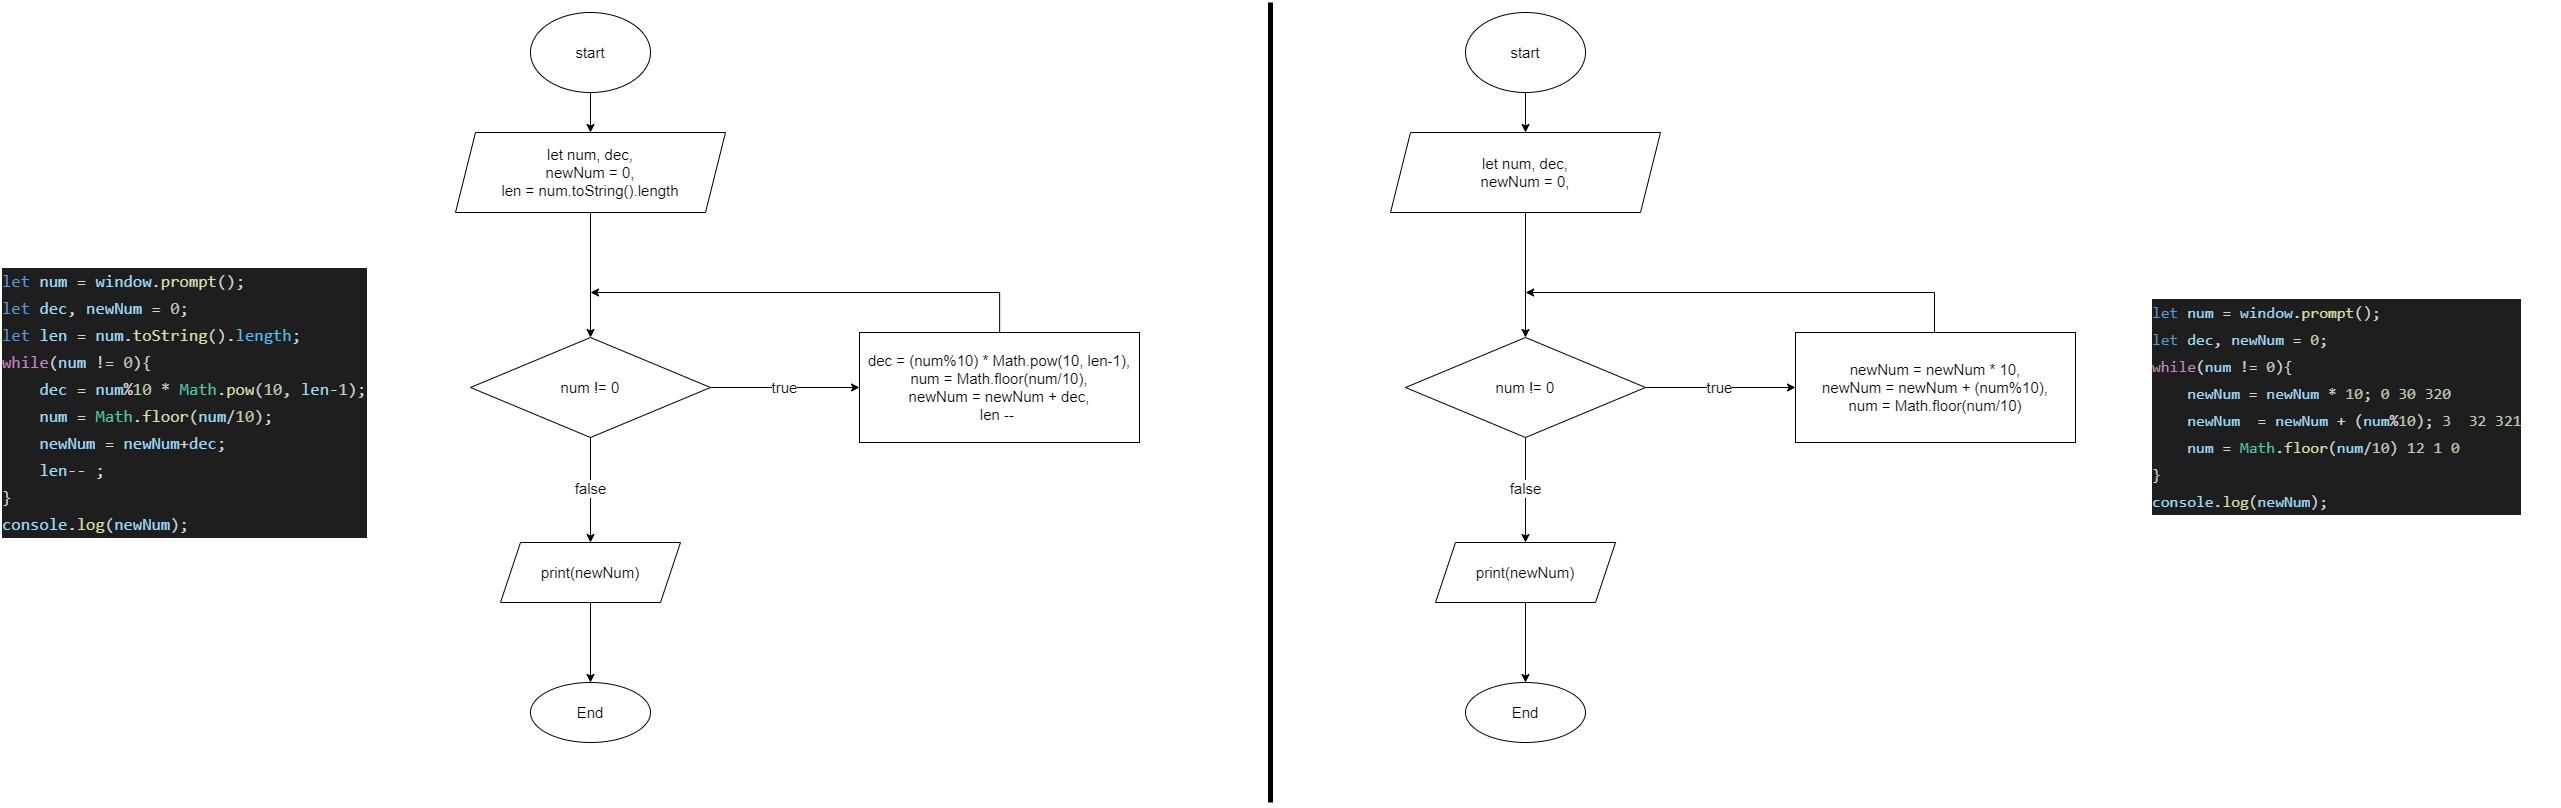 let num = window.prompt();
let dec, newNum = 0;
let len = num.toString().length;
while(num != 0){
    dec = num%10 * Math.pow(10, len-1);
    num = Math.floor(num/10);
    newNum = newNum+dec;
    len-- ;
}
console.log(newNum);
start
let num, dec,
newNum = 0,
len = num.toString().length
num != 0
true
dec = (num%10) * Math.pow(10, len-1),
num = Math.floor(num/10),
newNum = newNum + dec,
len --
false
print(newNum)
End
start
let num, dec,
newNum = 0,
num != 0
true
newNum = newNum * 10,
newNum = newNum + (num%10),
num = Math.floor(num/10)
false
print(newNum)
End
let num = window.prompt();
let dec, newNum = 0;
while(num != 0){
    newNum = newNum * 10; 0 30 320
    newNum  = newNum + (num%10); 3  32 321
    num = Math.floor(num/10) 12 1 0
}
console.log(newNum);